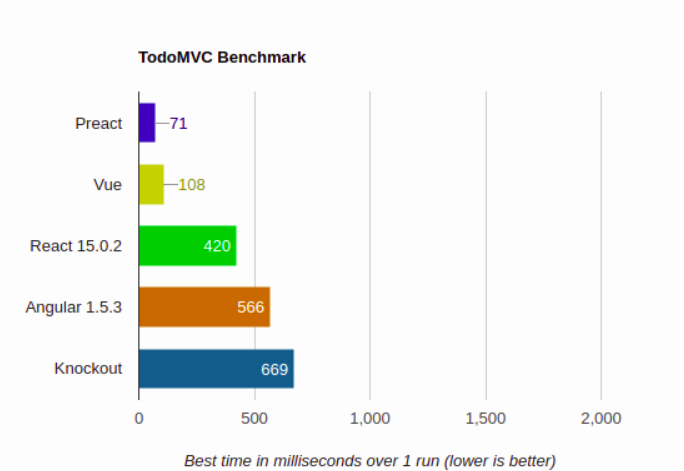 TodoMVC Benchmark
Preact 71
Vue 108
React 15.0.2 420
Angular 1.5.3 566
Knockout 669
0 500 1,000 1,500 2,000
Best time in milliseconds over 1 run (lower is better)